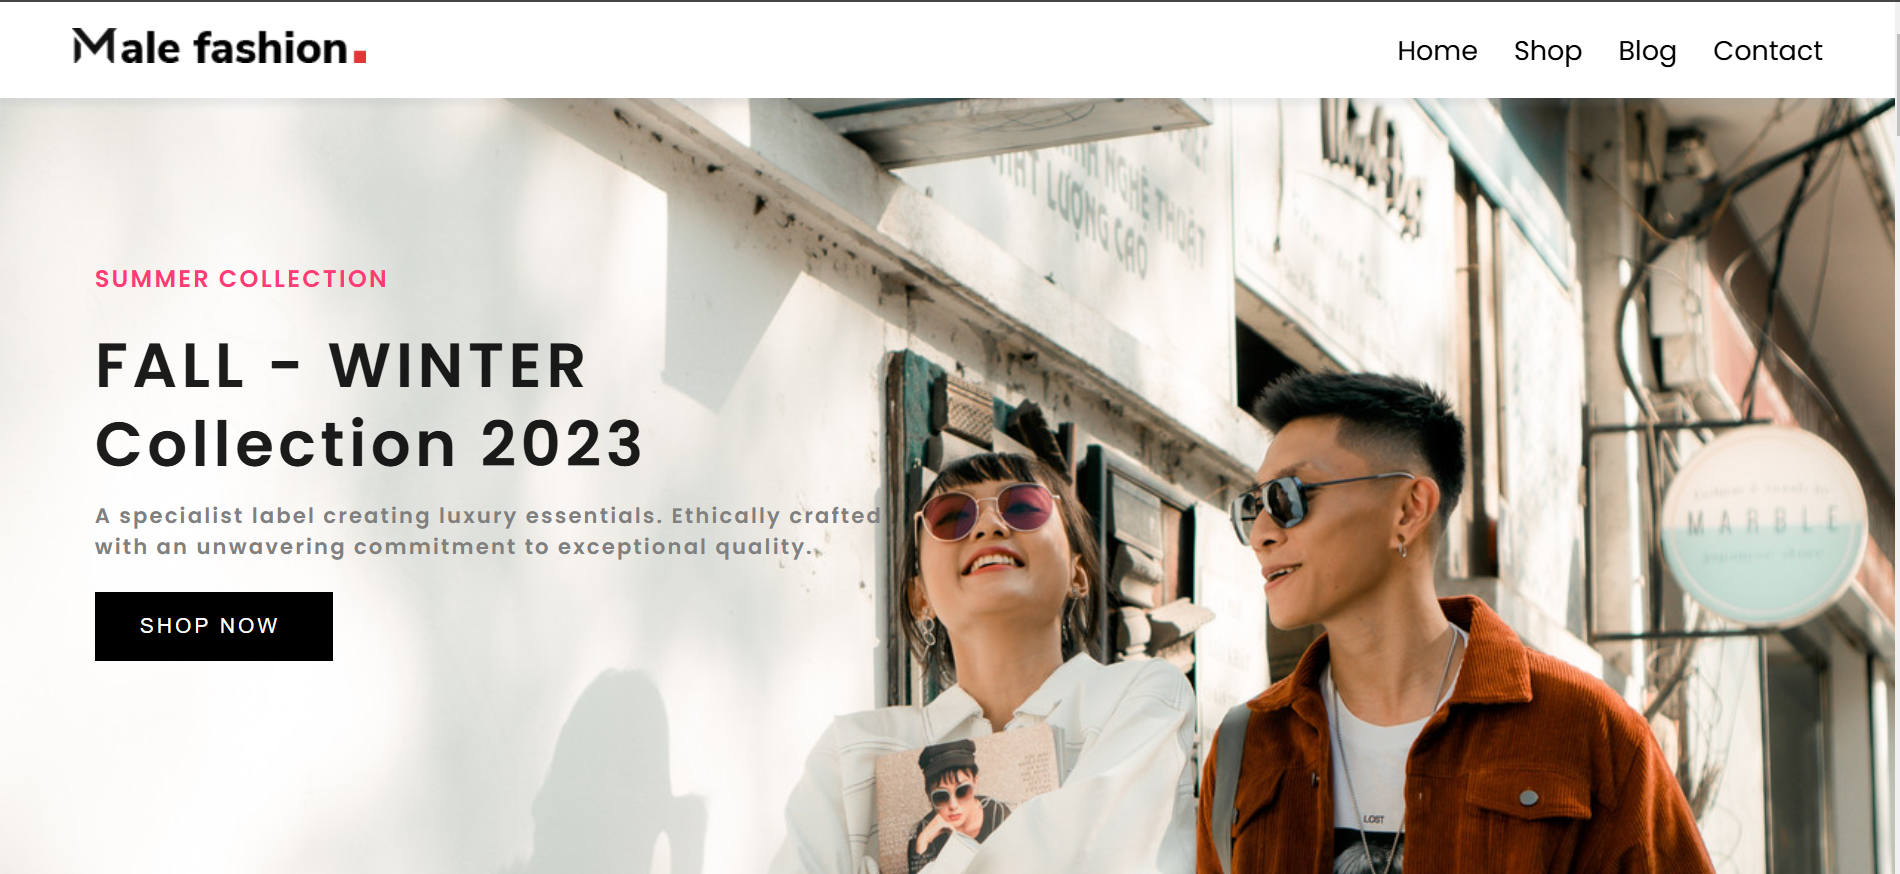 Male fashion.
Home Shop Blog Contact
SUMMER COLLECTION
FALL - WINTER
Collection 2023
A specialist label creating luxury essentials. Ethically crafted
with an unwavering commitment to exceptional quality.
SHOP NOW
NGHỆ THUẬT
LƯỢNG CAO
MARBLE
LOST